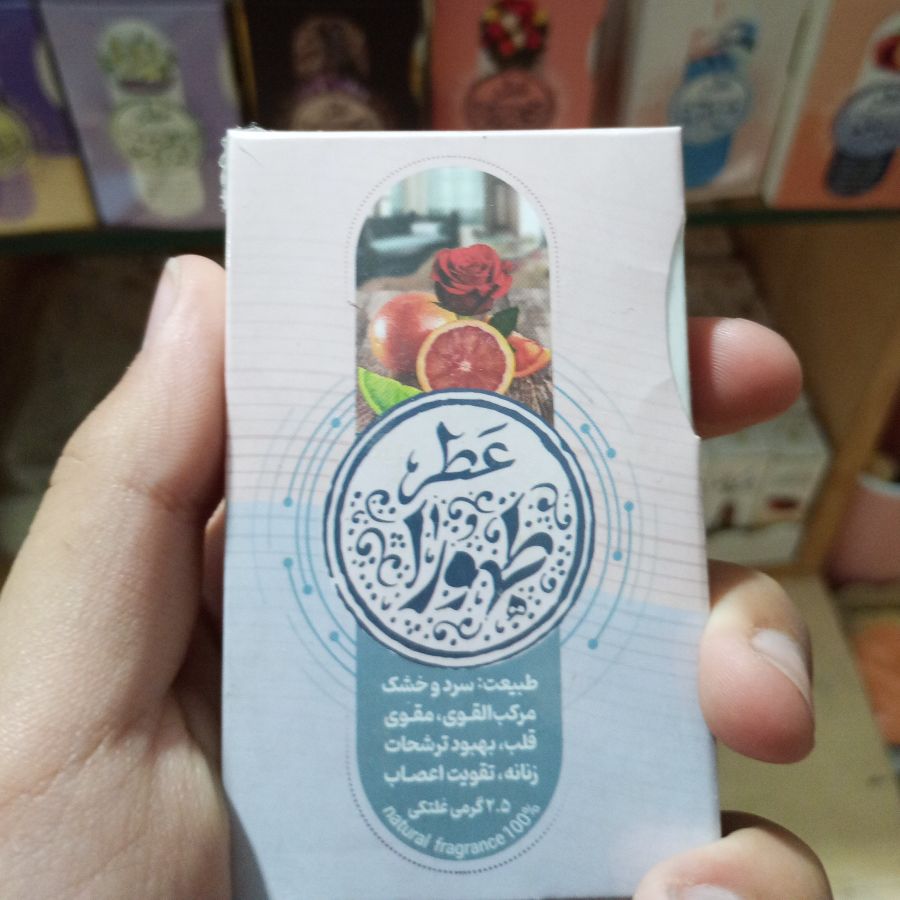 عَطر
طهورا
طبیعت: سرد و خشک
مرکب‌القوی، مقوی
قلب، بهبود ترشحات
زنانه، تقویت اعصاب
۲.۵ گرمی غلتکی
natural fragrance 100%